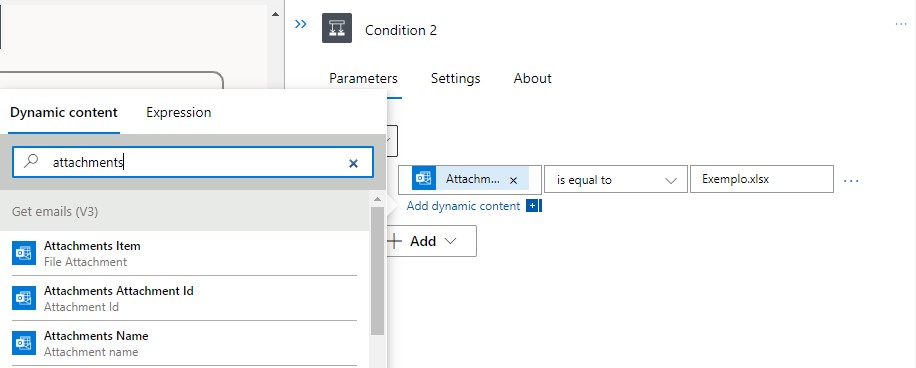 Condition 2
Parameters Settings About
Dynamic content Expression
attachments
Attachm... is equal to Exemplo.xlsx
Add dynamic content
Get emails (V3)
Add
Attachments Item
File Attachment
Attachments Attachment Id
Attachment Id
Attachments Name
Attachment name